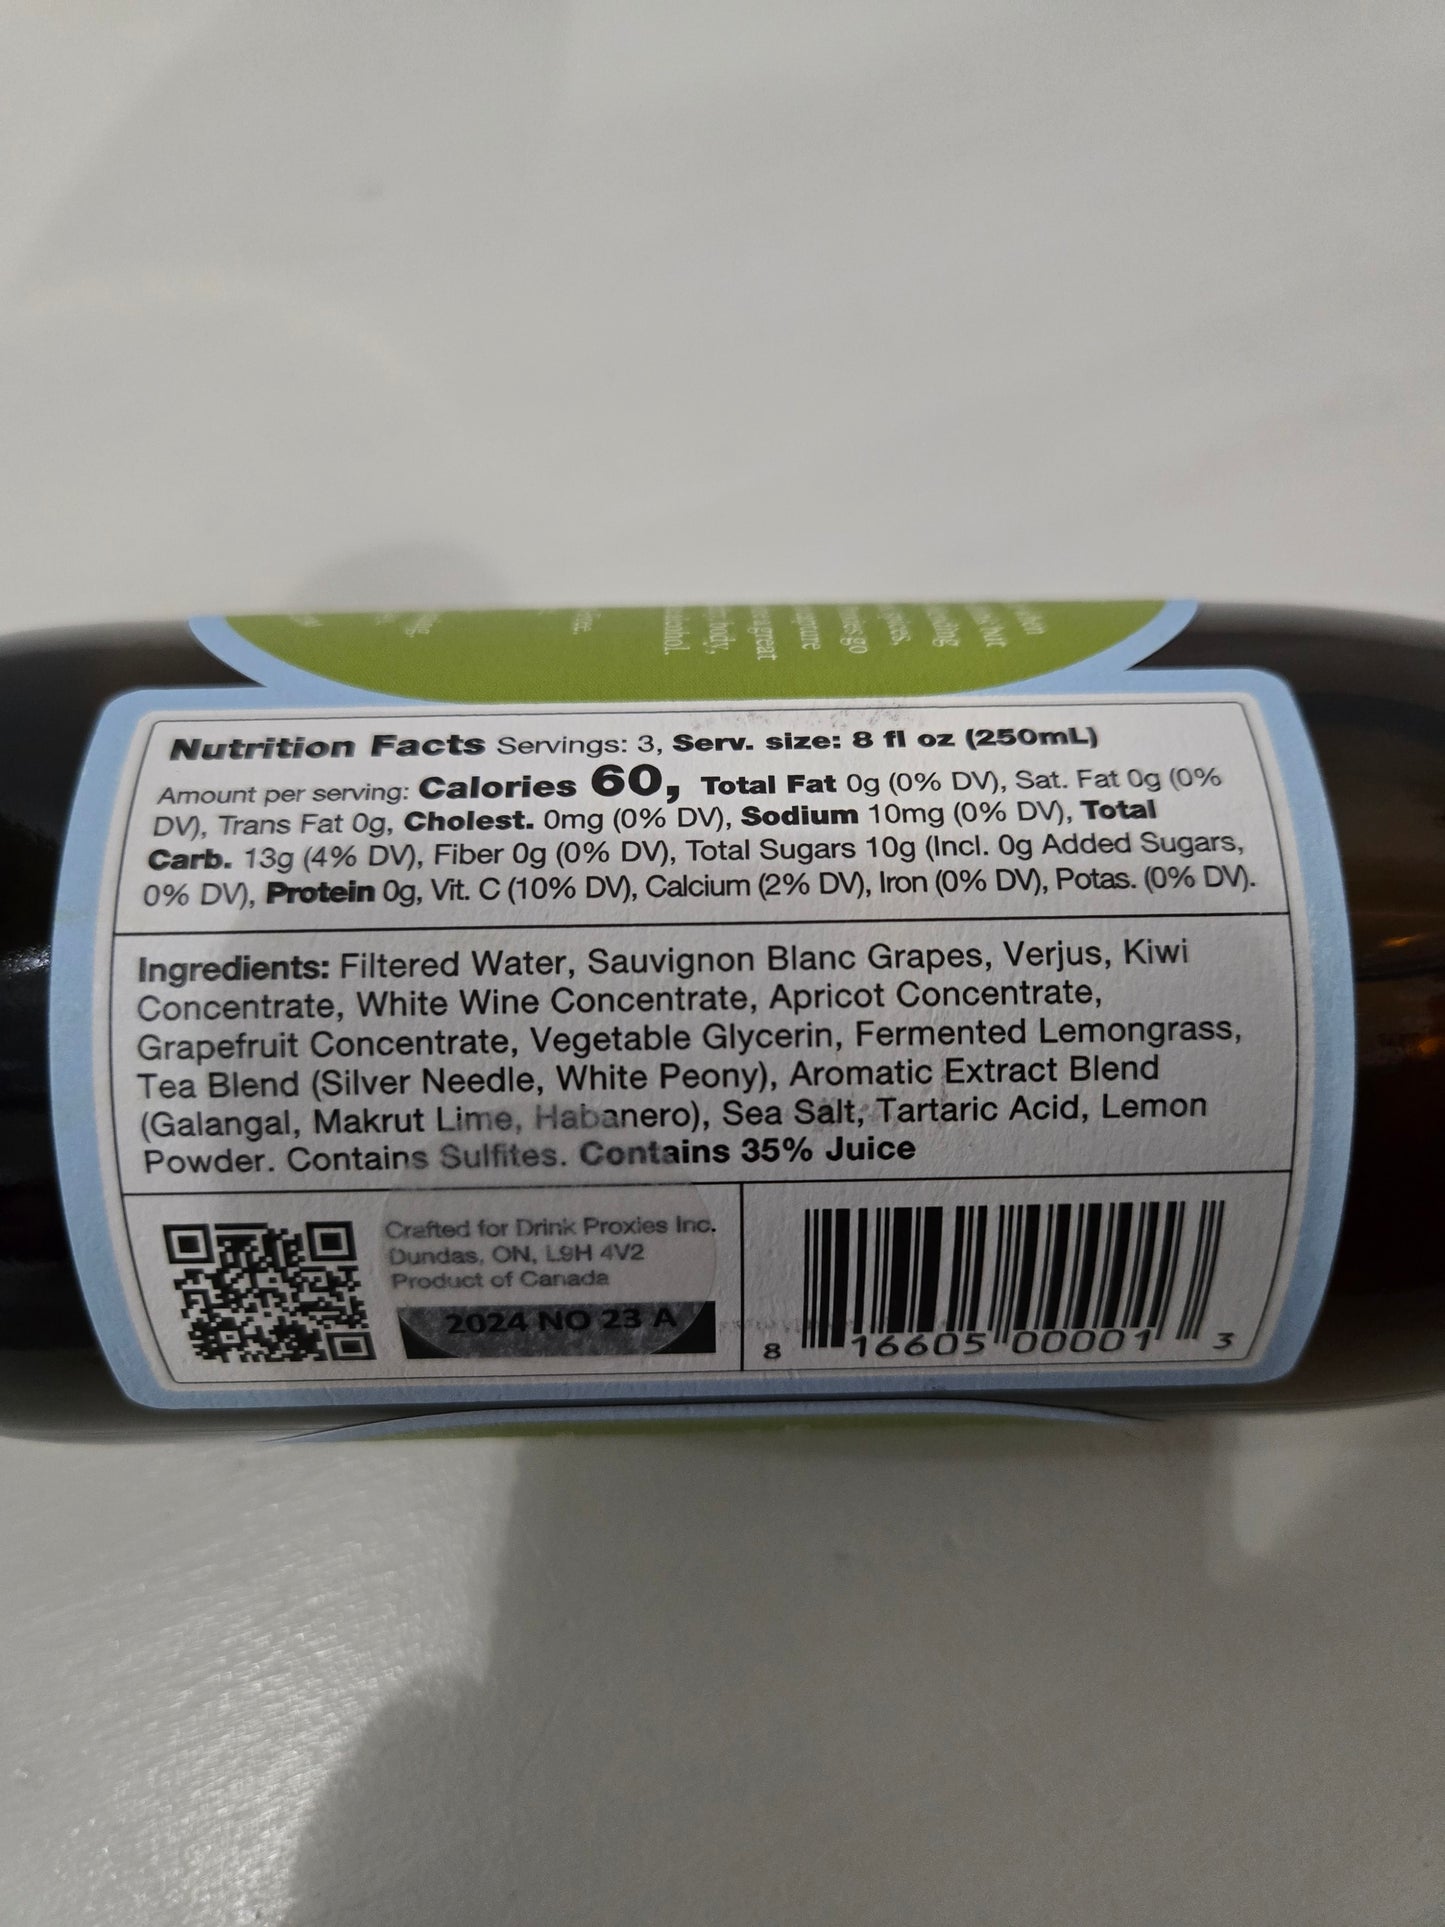 Nutrition Facts Servings: 3, Serv. size: 8 fl oz (250mL)
Amount per serving: Calories 60, Total Fat 0g (0% DV), Sat. Fat 0g (0%
DV), Trans Fat 0g, Cholest. 0mg (0% DV), Sodium 10mg (0% DV), Total
Carb. 13g (4% DV), Fiber 0g (0% DV), Total Sugars 10g (Incl. 0g Added Sugars,
0% DV), Protein 0g, Vit. C (10% DV), Calcium (2% DV), Iron (0% DV), Potas. (0% DV).
Ingredients: Filtered Water, Sauvignon Blanc Grapes, Verjus, Kiwi
Concentrate, White Wine Concentrate, Apricot Concentrate,
Grapefruit Concentrate, Vegetable Glycerin, Fermented Lemongrass,
Tea Blend (Silver Needle, White Peony), Aromatic Extract Blend
(Galangal, Makrut Lime, Habanero), Sea Salt, Tartaric Acid, Lemon
Powder. Contains Sulfites. Contains 35% Juice
Crafted for Drink Proxies Inc.
Dundas, ON, L9H 4V2
Product of Canada
2024 NO 23 A
8 16605 00001 3